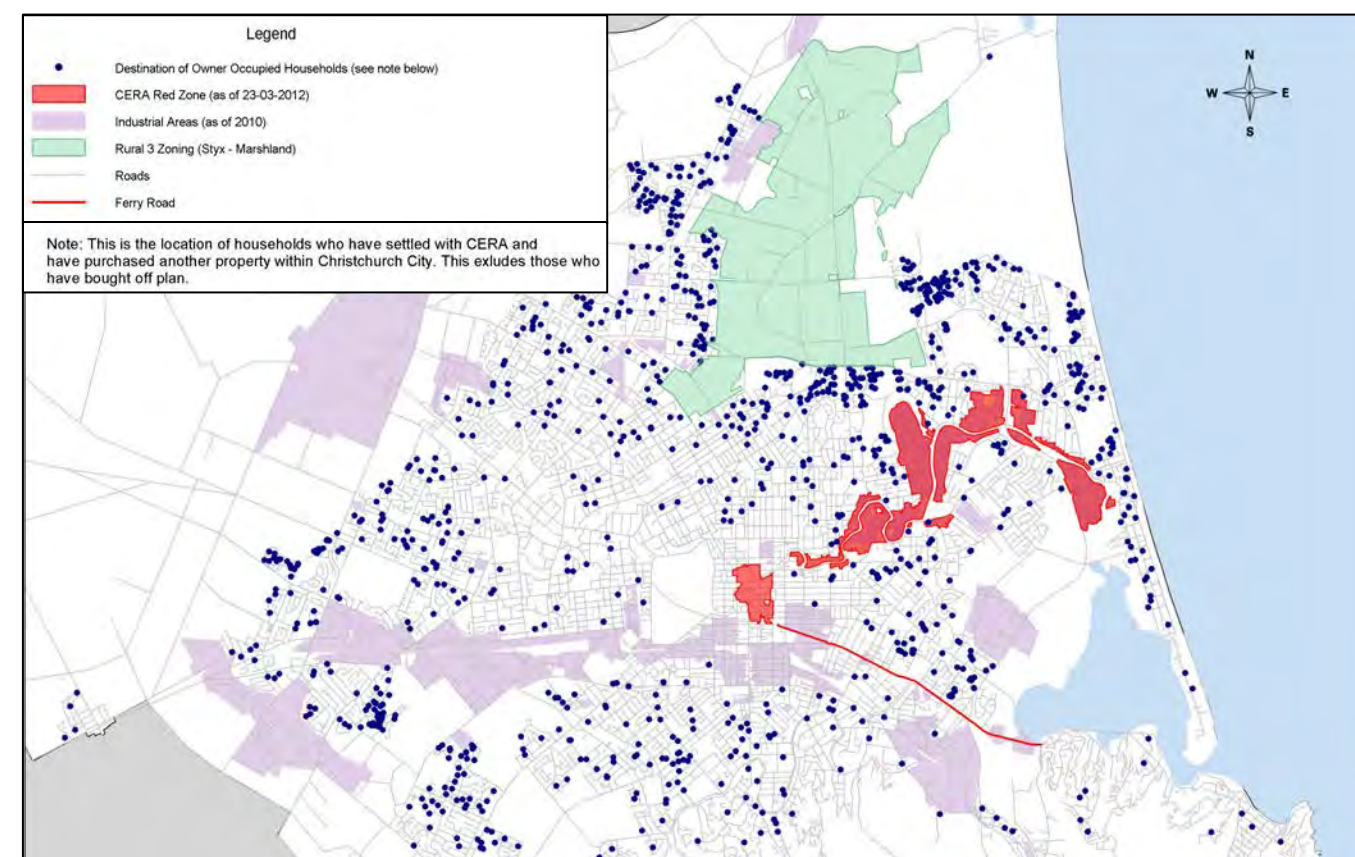 Legend
Destination of Owner Occupied Households (see note below)
CERA Red Zone (as of 23-03-2012)
Industrial Areas (as of 2010)
Rural 3 Zoning (Styx - Marshland)
Roads
Ferry Road
Note: This is the location of households who have settled with CERA and
have purchased another property within Christchurch City. This exludes those who
have bought off plan.
N
W E
S